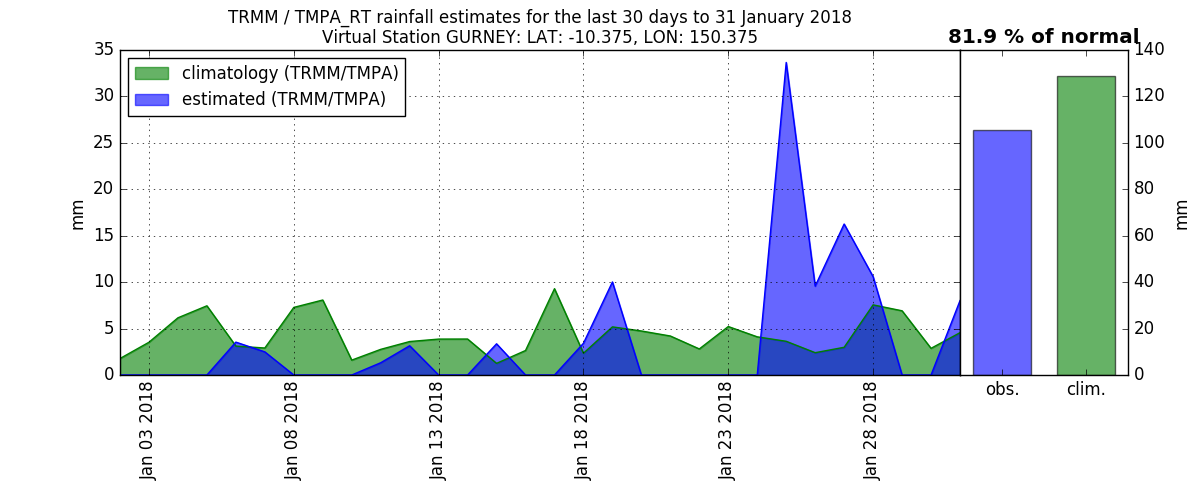 TRMM / TMPA_RT rainfall estimates for the last 30 days to 31 January 2018
Virtual Station GURNEY: LAT: -10.375, LON: 150.375
81.9 % of normal
climatology (TRMM/TMPA)
estimated (TRMM/TMPA)
mm
35
30
25
20
15
10
5
0
Jan 03 2018
Jan 08 2018
Jan 13 2018
Jan 18 2018
Jan 23 2018
Jan 28 2018
obs.
clim.
140
120
100
80
60
40
20
0
mm